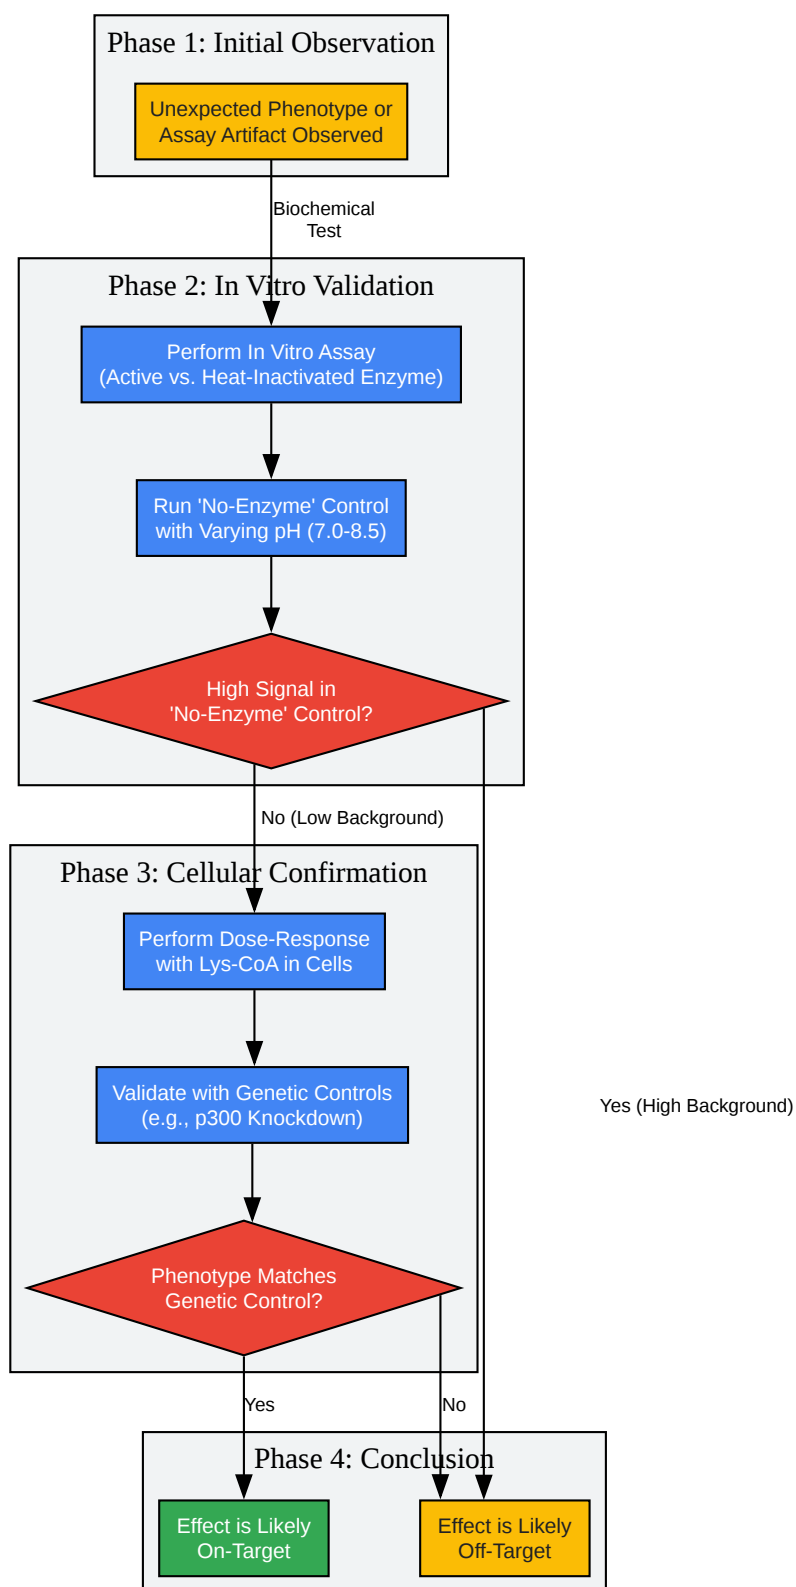 Phase 1: Initial Observation
Unexpected Phenotype or
Assay Artifact Observed
Biochemical
Test
Phase 2: In Vitro Validation
Perform In Vitro Assay
(Active vs. Heat-Inactivated Enzyme)
Run 'No-Enzyme' Control
with Varying pH (7.0-8.5)
High Signal in
'No-Enzyme' Control?
No (Low Background)
Phase 3: Cellular Confirmation
Perform Dose-Response
with Lys-CoA in Cells
Validate with Genetic Controls
(e.g., p300 Knockdown)
Yes (High Background)
Phenotype Matches
Genetic Control?
Yes
No
Phase 4: Conclusion
Effect is Likely
On-Target
Effect is Likely
Off-Target